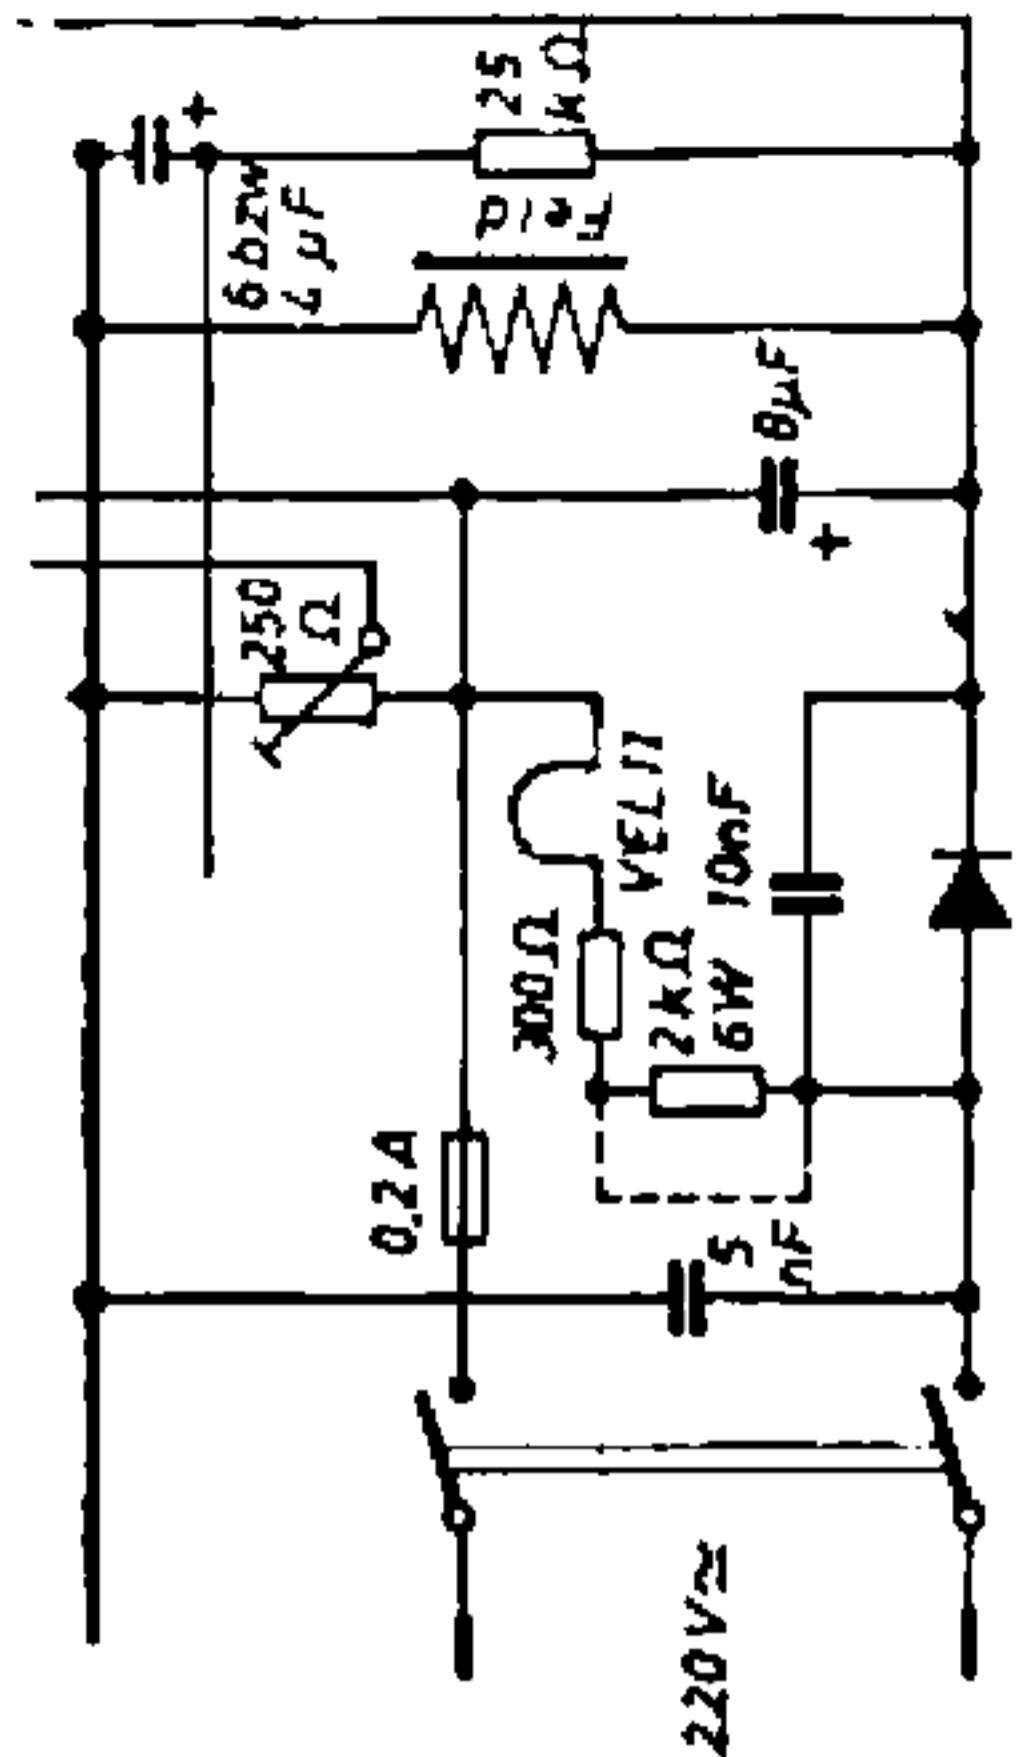 +
25
kΩ
6 bzw
4 µF
Feld
8µF
+
250
Ω
VEL 11
10nF
300Ω
2kΩ
6W
0,2A
5
nF
220V≂